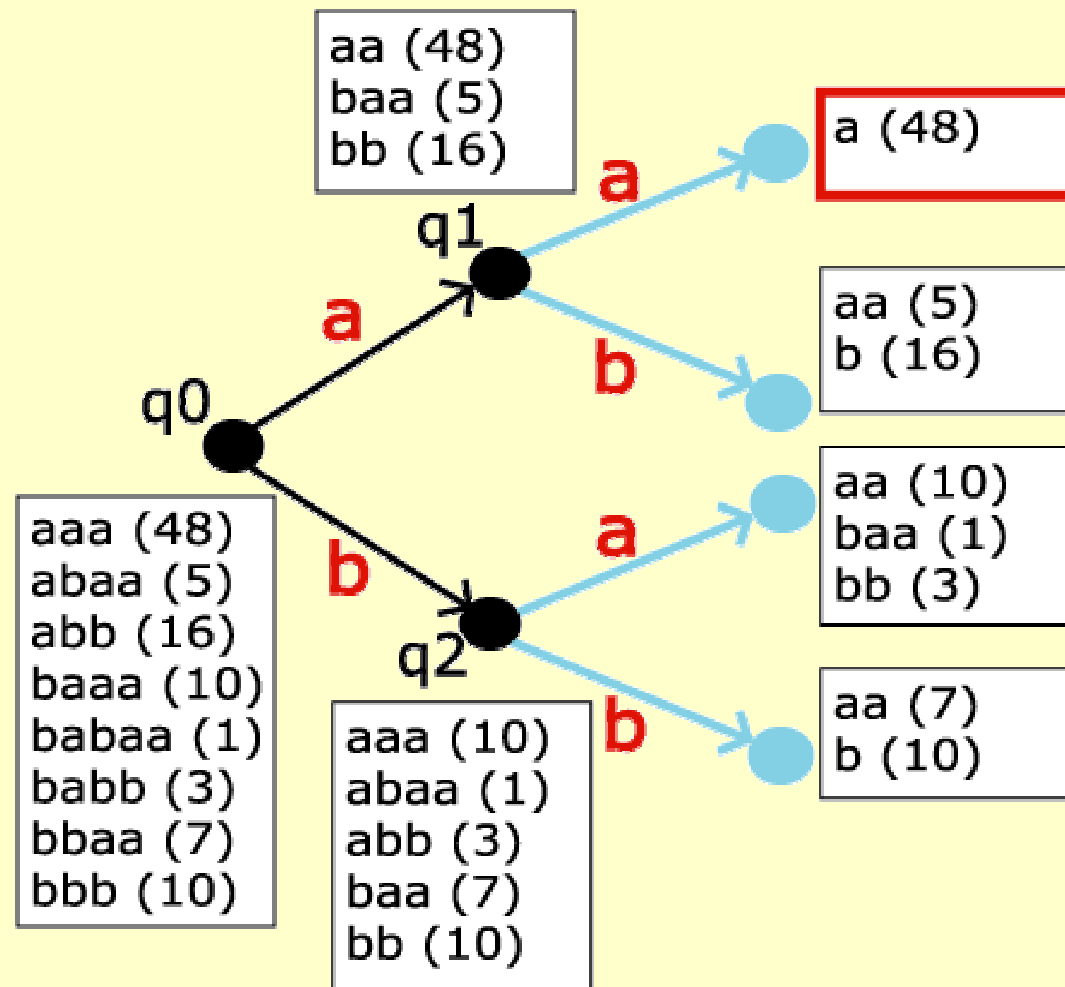 aa (48)
baa (5)
bb (16)
a (48)
a
q1
aa (5)
b (16)
a
b
q0
aa (10)
baa (1)
bb (3)
a
b
aaa (48)
abaa (5)
abb (16)
baaa (10)
babaa (1)
babb (3)
bbaa (7)
bbb (10)
q2
aaa (10)
abaa (1)
abb (3)
baa (7)
bb (10)
b
aa (7)
b (10)